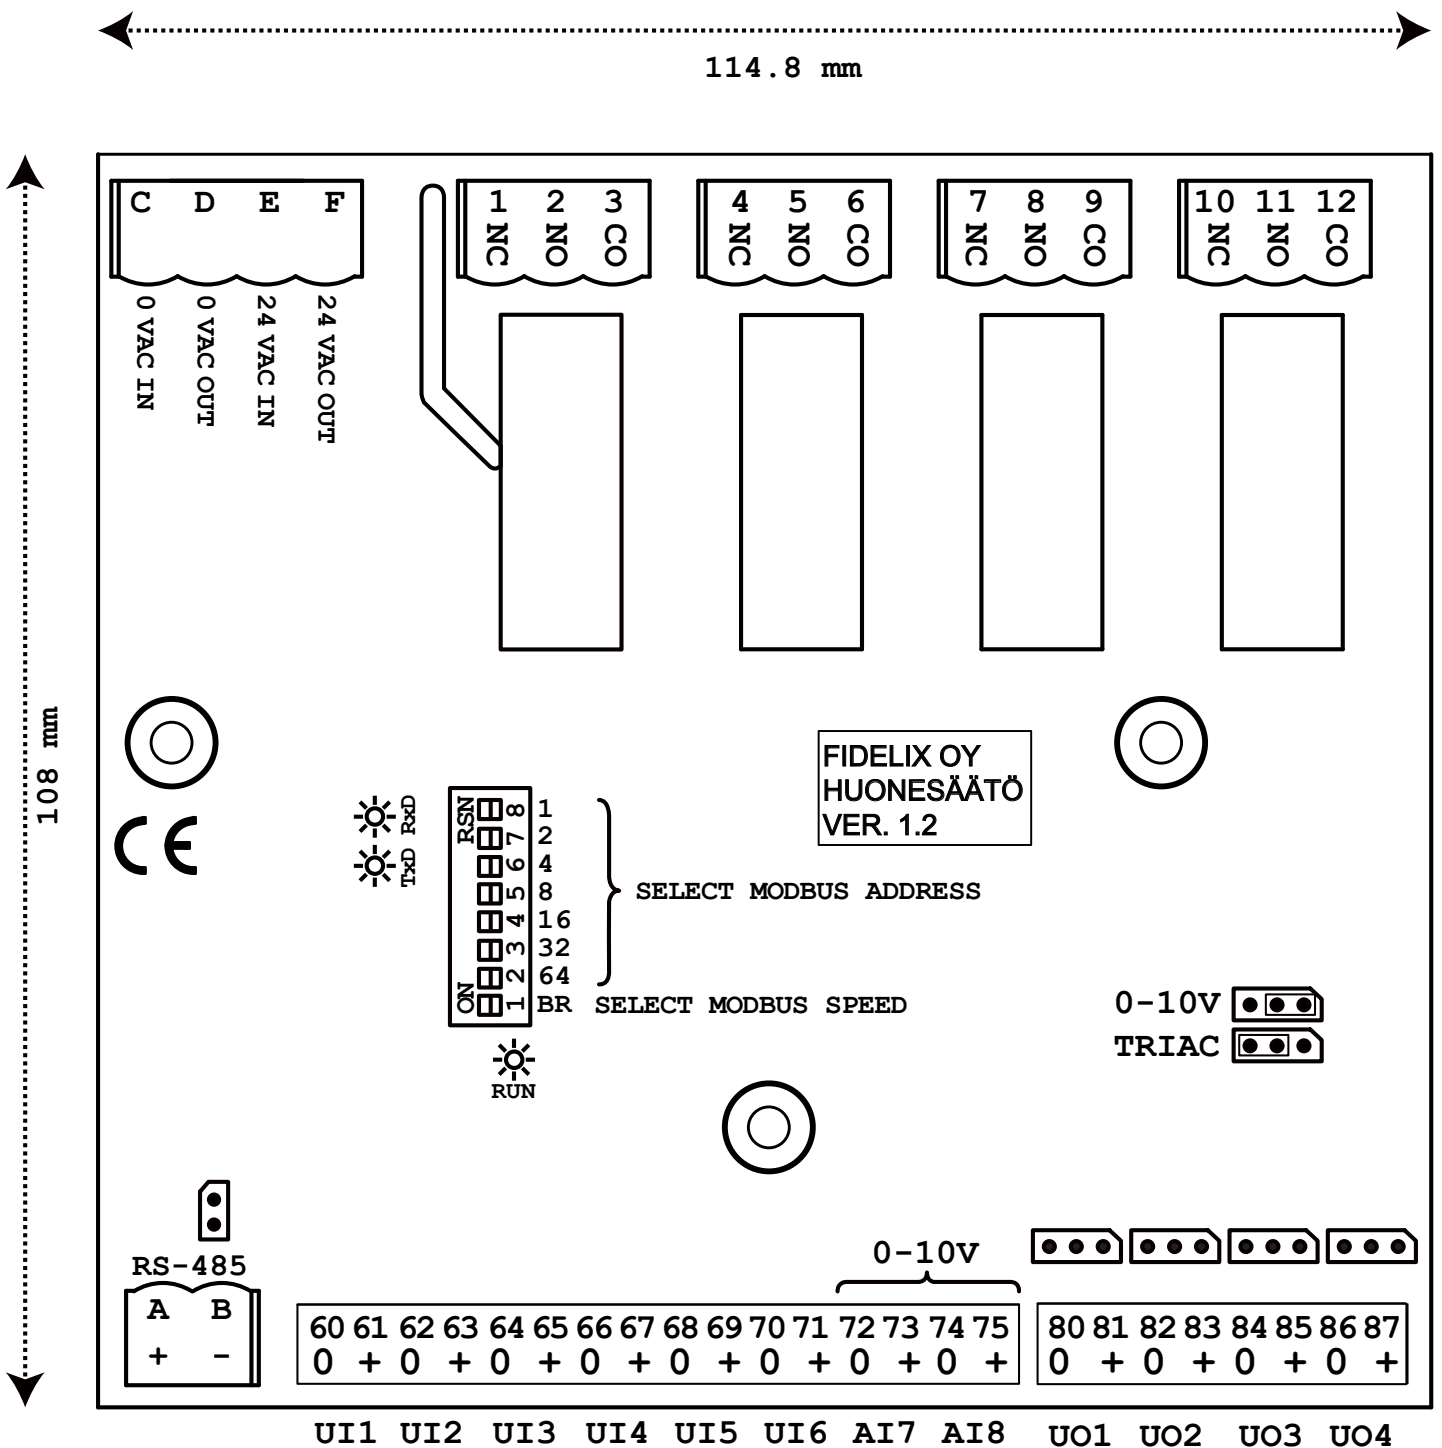 114.8 mm
108 mm
C D E F
0 VAC IN
0 VAC OUT
24 VAC IN
24 VAC OUT
1 2 3
NC NO CO
4 5 6
NC NO CO
7 8 9
NC NO CO
10 11 12
NC NO CO
FIDELIX OY
HUONESÄÄTÖ
VER. 1.2
RxD
TxD
RSN
ON
8 1
7 2
6 4
5 8
4 16
3 32
2 64
1 BR
SELECT MODBUS ADDRESS
SELECT MODBUS SPEED
RUN
CE
0-10V
TRIAC
RS-485
A B
+ -
0-10V
60 61 62 63 64 65 66 67 68 69 70 71 72 73 74 75
0 + 0 + 0 + 0 + 0 + 0 + 0 + 0 +
UI1 UI2 UI3 UI4 UI5 UI6 AI7 AI8
80 81 82 83 84 85 86 87
0 + 0 + 0 + 0 +
UO1 UO2 UO3 UO4